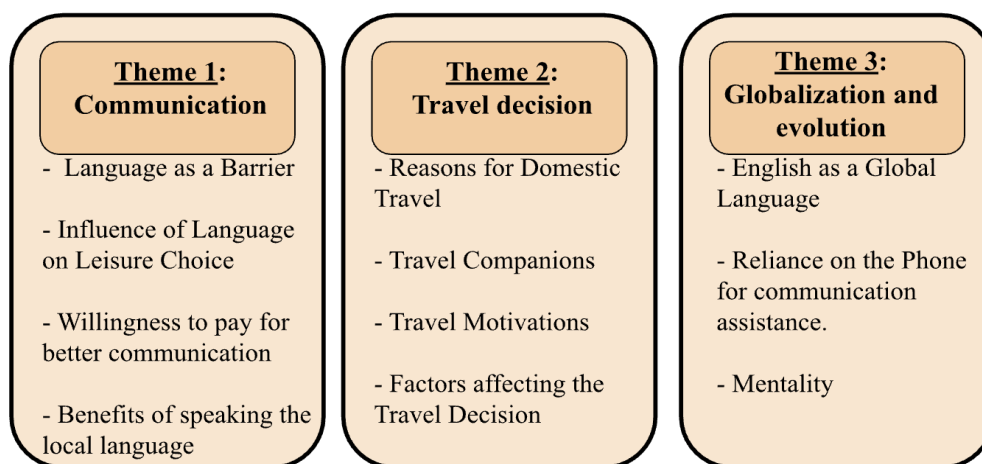 Theme 1:
Communication
- Language as a Barrier
- Influence of Language
on Leisure Choice
- Willingness to pay for
better communication
- Benefits of speaking the
local language
Theme 2:
Travel decision
- Reasons for Domestic
Travel
- Travel Companions
- Travel Motivations
- Factors affecting the
Travel Decision
Theme 3:
Globalization and
evolution
- English as a Global
Language
- Reliance on the Phone
for communication
assistance.
- Mentality